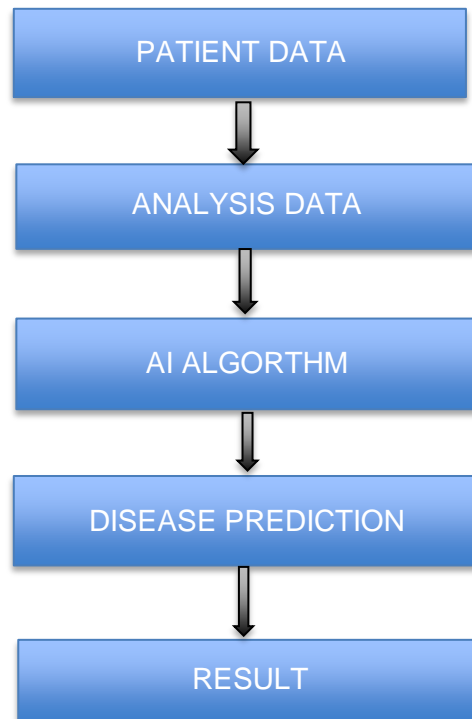 PATIENT DATA
ANALYSIS DATA
AI ALGORTHM
DISEASE PREDICTION
RESULT